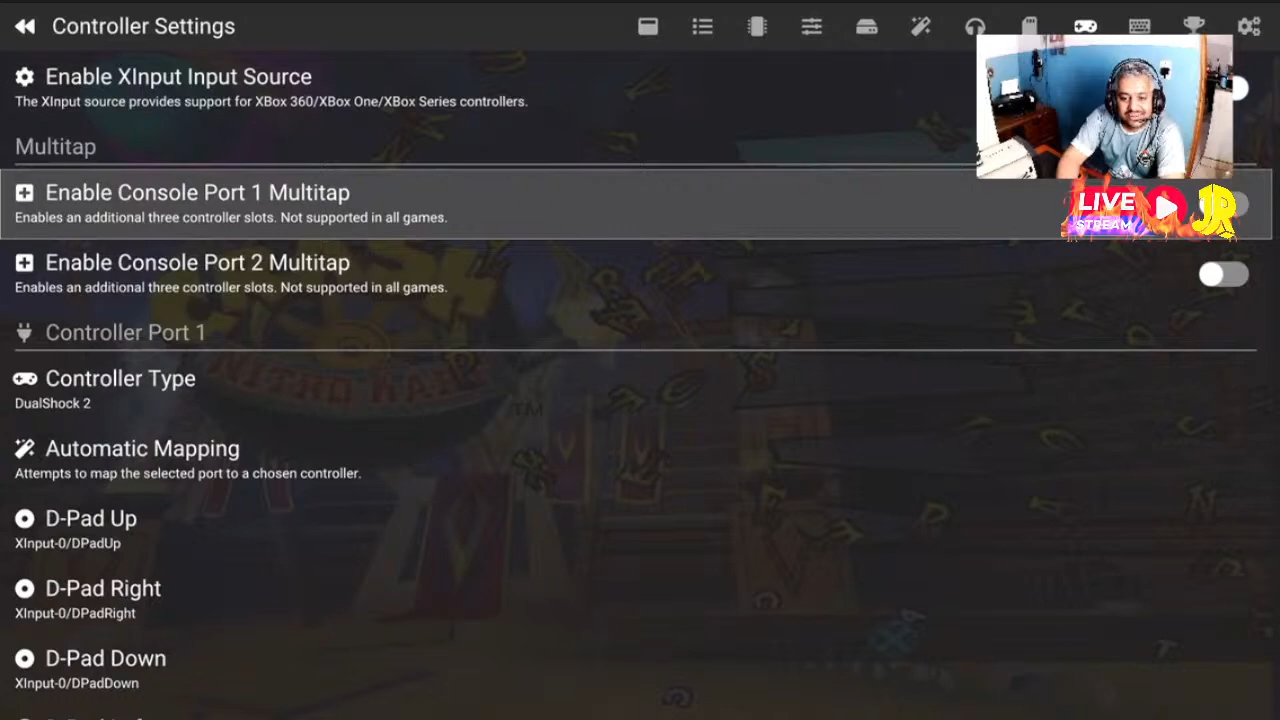 Controller Settings
Enable XInput Input Source
The XInput source provides support for XBox 360/XBox One/XBox Series controllers.
Multitap
Enable Console Port 1 Multitap
Enables an additional three controller slots. Not supported in all games.
LIVE
STREAM
JR
Enable Console Port 2 Multitap
Enables an additional three controller slots. Not supported in all games.
Controller Port 1
Controller Type
DualShock 2
NITRO KART
TM
Automatic Mapping
Attempts to map the selected port to a chosen controller.
D-Pad Up
XInput-0/DPadUp
D-Pad Right
XInput-0/DPadRight
D-Pad Down
XInput-0/DPadDown